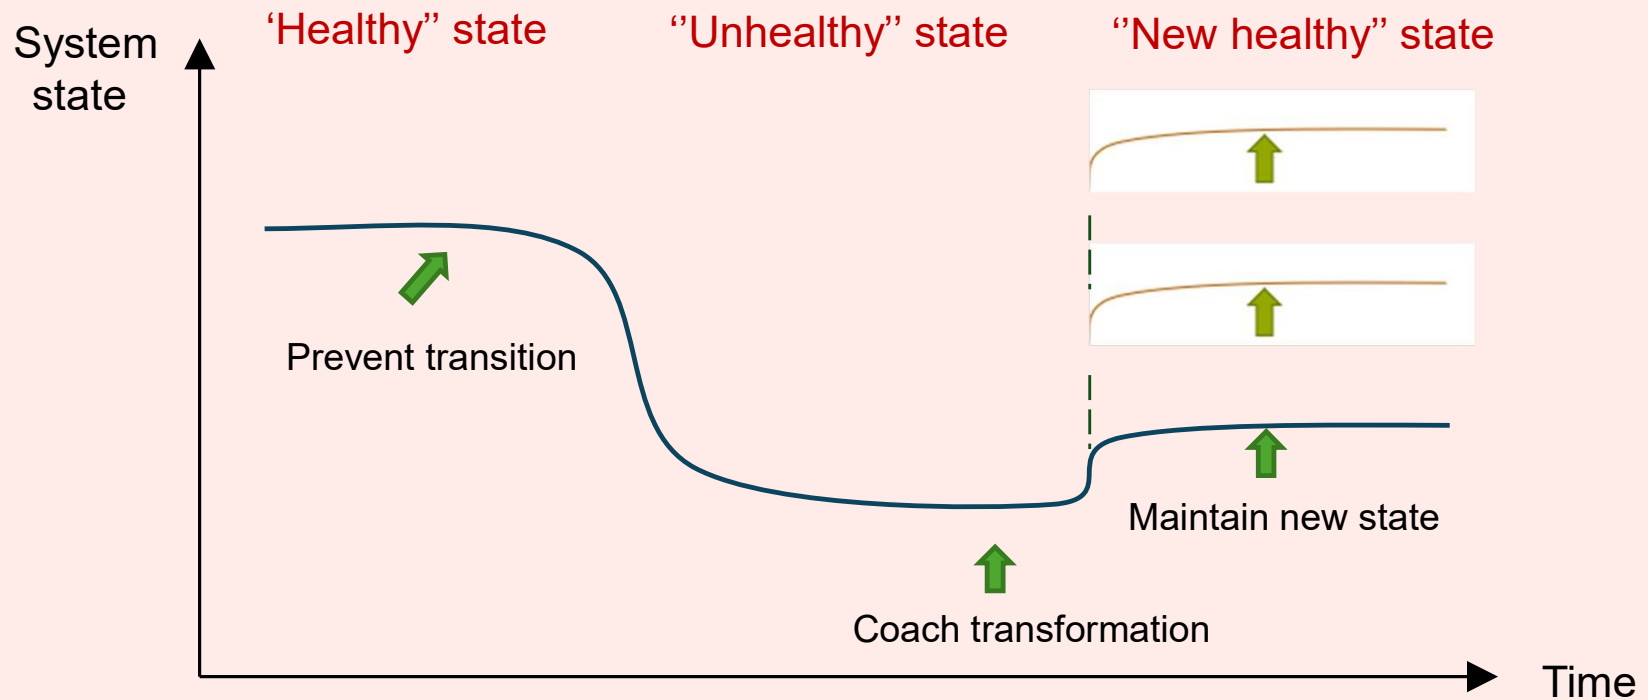 System
state
‘Healthy’’ state
‘’Unhealthy’’ state
‘’New healthy’’ state
Prevent transition
Maintain new state
Coach transformation
Time